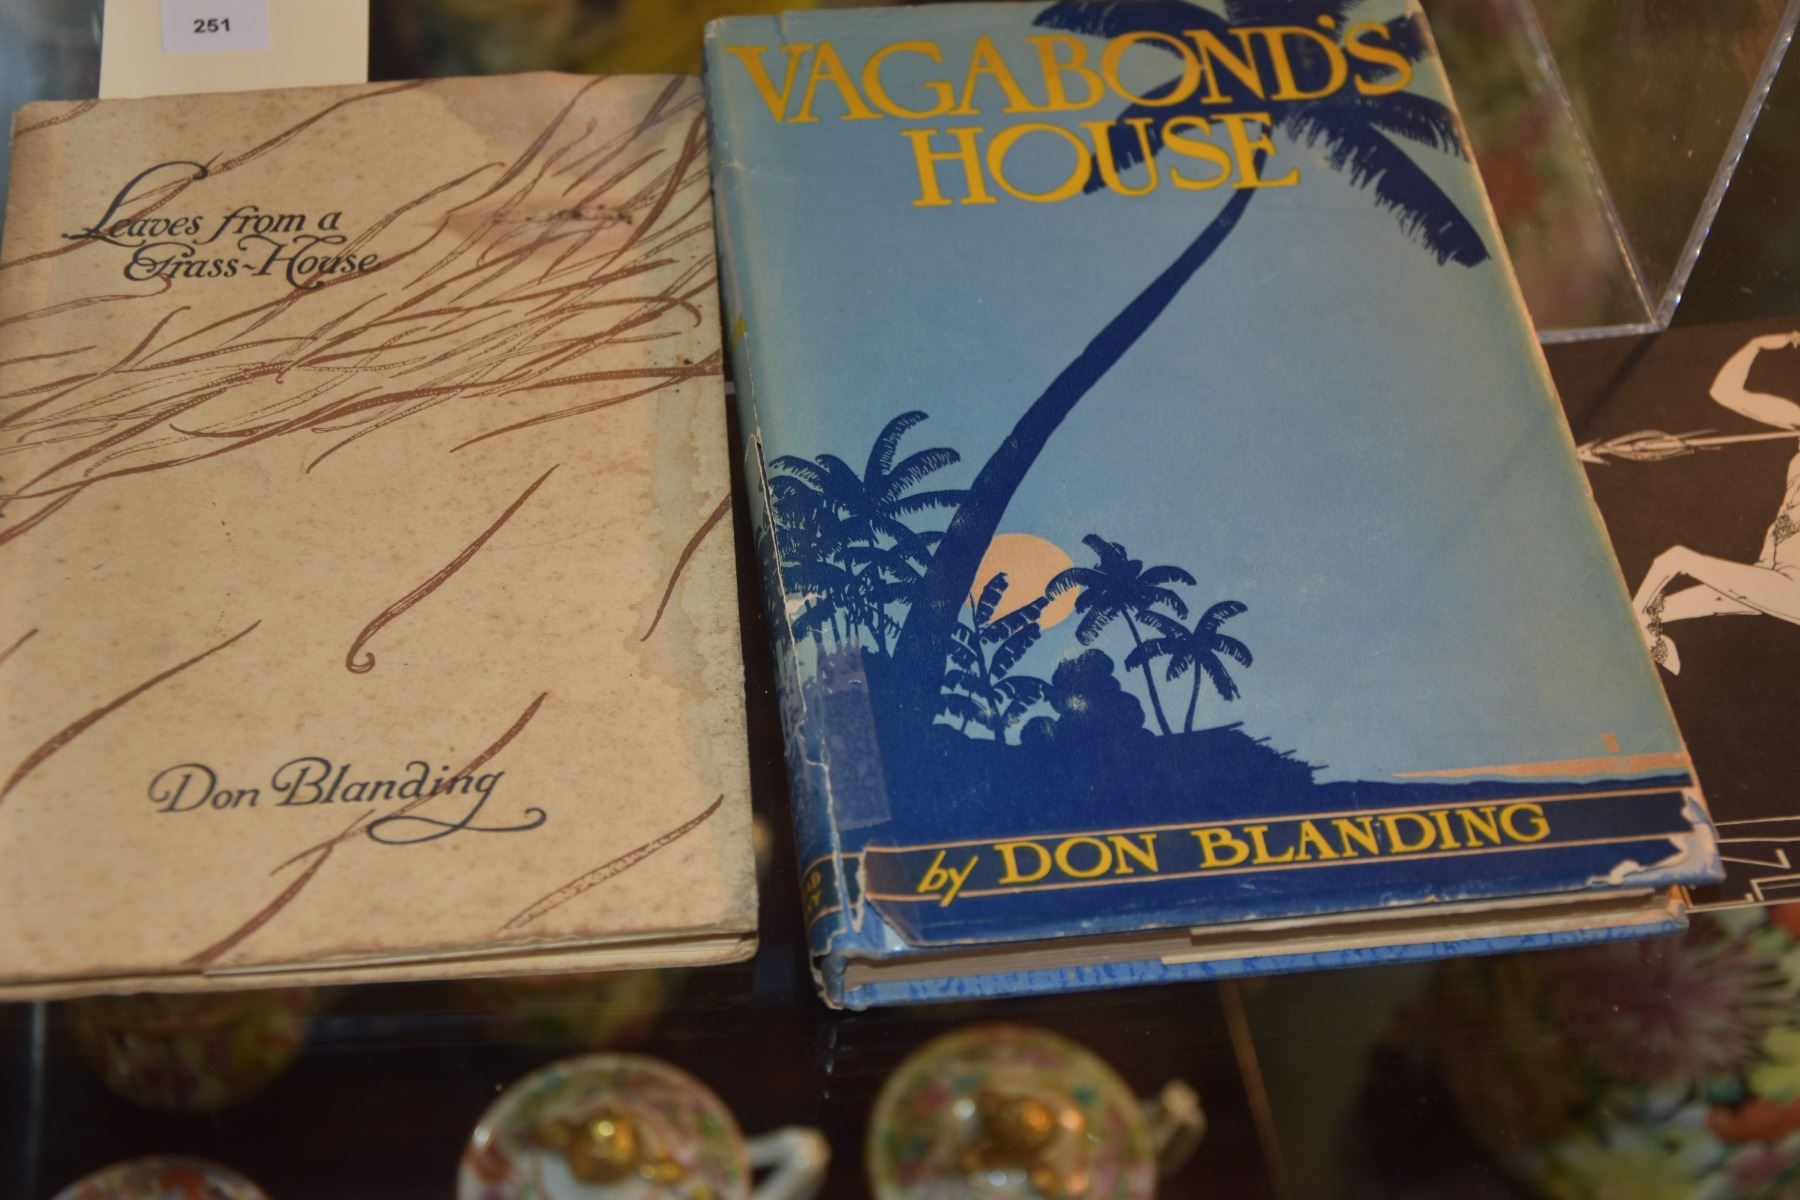 251
Leaves from a
Grass-House
Don Blanding
VAGABOND'S
HOUSE
by DON BLANDING